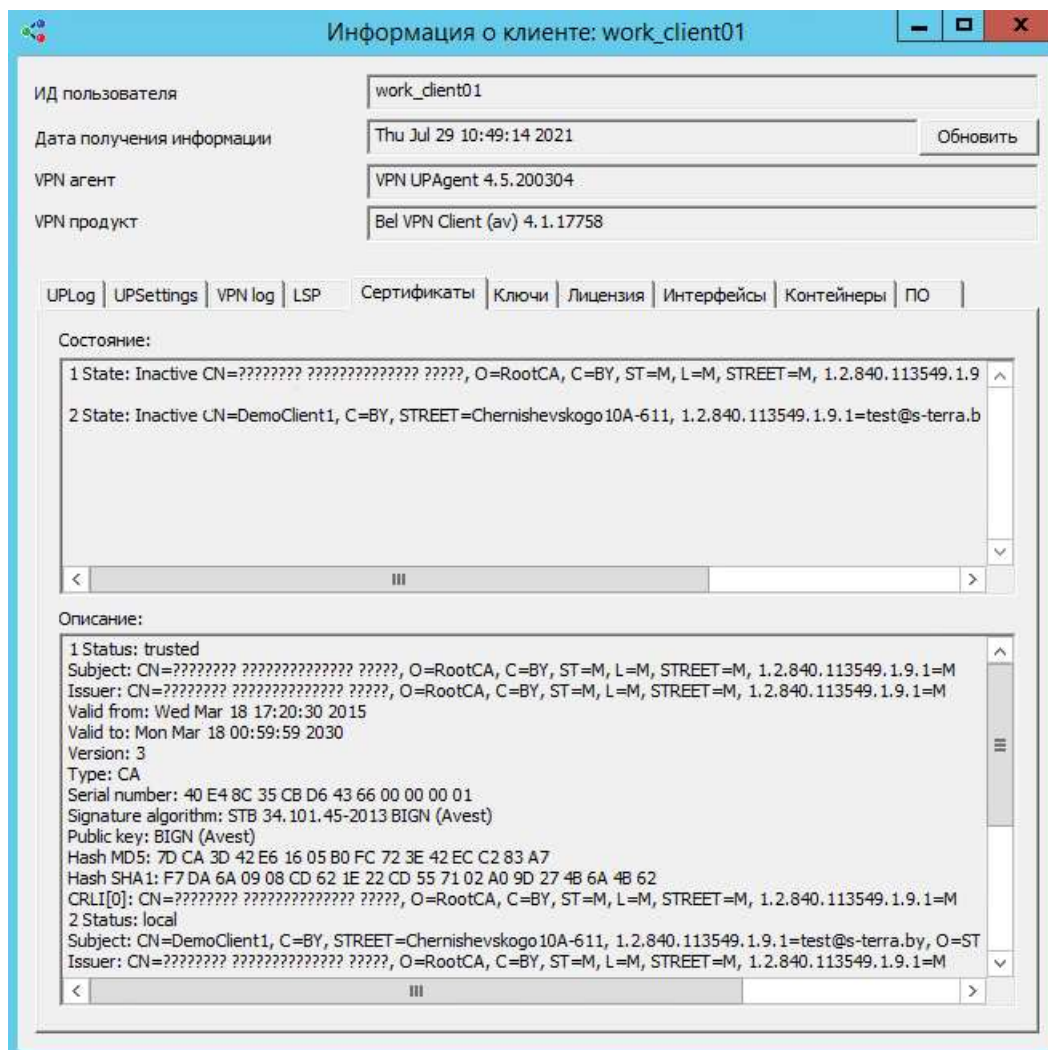 Информация о клиенте: work_client01
ИД пользователя
work_client01
Дата получения информации
Thu Jul 29 10:49:14 2021
Обновить
VPN агент
VPN UPAgent 4.5.200304
VPN продукт
Bel VPN Client (av) 4.1.17758
UPLog UPSettings VPN log LSP Сертификаты Ключи Лицензия Интерфейсы Контейнеры ПО
Состояние:
1 State: Inactive CN=???????? ?????????????? ?????, O=RootCA, C=BY, ST=M, L=M, STREET=M, 1.2.840.113549.1.9
2 State: Inactive CN=DemoClient1, C=BY, STREET=Chernishevskogo10A-611, 1.2.840.113549.1.9.1=test@s-terra.b
Описание:
1 Status: trusted
Subject: CN=???????? ?????????????? ?????, O=RootCA, C=BY, ST=M, L=M, STREET=M, 1.2.840.113549.1.9.1=M
Issuer: CN=???????? ?????????????? ?????, O=RootCA, C=BY, ST=M, L=M, STREET=M, 1.2.840.113549.1.9.1=M
Valid from: Wed Mar 18 17:20:30 2015
Valid to: Mon Mar 18 00:59:59 2030
Version: 3
Type: CA
Serial number: 40 E4 8C 35 CB D6 43 66 00 00 00 01
Signature algorithm: STB 34.101.45-2013 BIGN (Avest)
Public key: BIGN (Avest)
Hash MD5: 7D CA 3D 42 E6 16 05 B0 FC 72 3E 42 EC C2 83 A7
Hash SHA1: F7 DA 6A 09 08 CD 62 1E 22 CD 55 71 02 A0 9D 27 4B 6A 4B 62
CRLI[0]: CN=???????? ?????????????? ?????, O=RootCA, C=BY, ST=M, L=M, STREET=M, 1.2.840.113549.1.9.1=M
2 Status: local
Subject: CN=DemoClient1, C=BY, STREET=Chernishevskogo10A-611, 1.2.840.113549.1.9.1=test@s-terra.by, O=ST
Issuer: CN=???????? ?????????????? ?????, O=RootCA, C=BY, ST=M, L=M, STREET=M, 1.2.840.113549.1.9.1=M